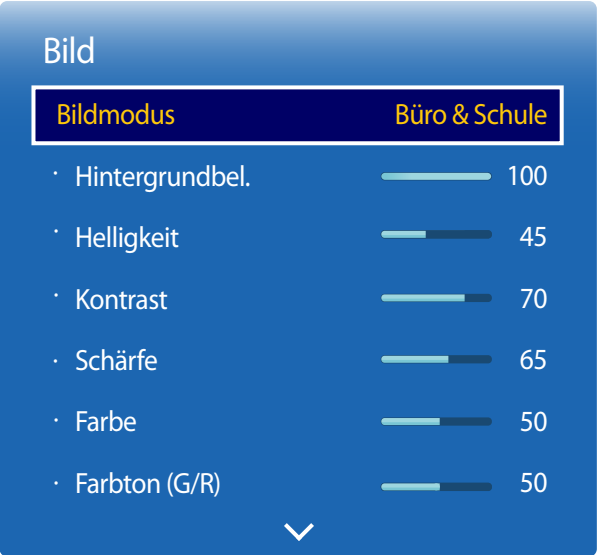 Bild
Bildmodus Büro & Schule
· Hintergrundbel. 100
· Helligkeit 45
· Kontrast 70
· Schärfe 65
· Farbe 50
· Farbton (G/R) 50